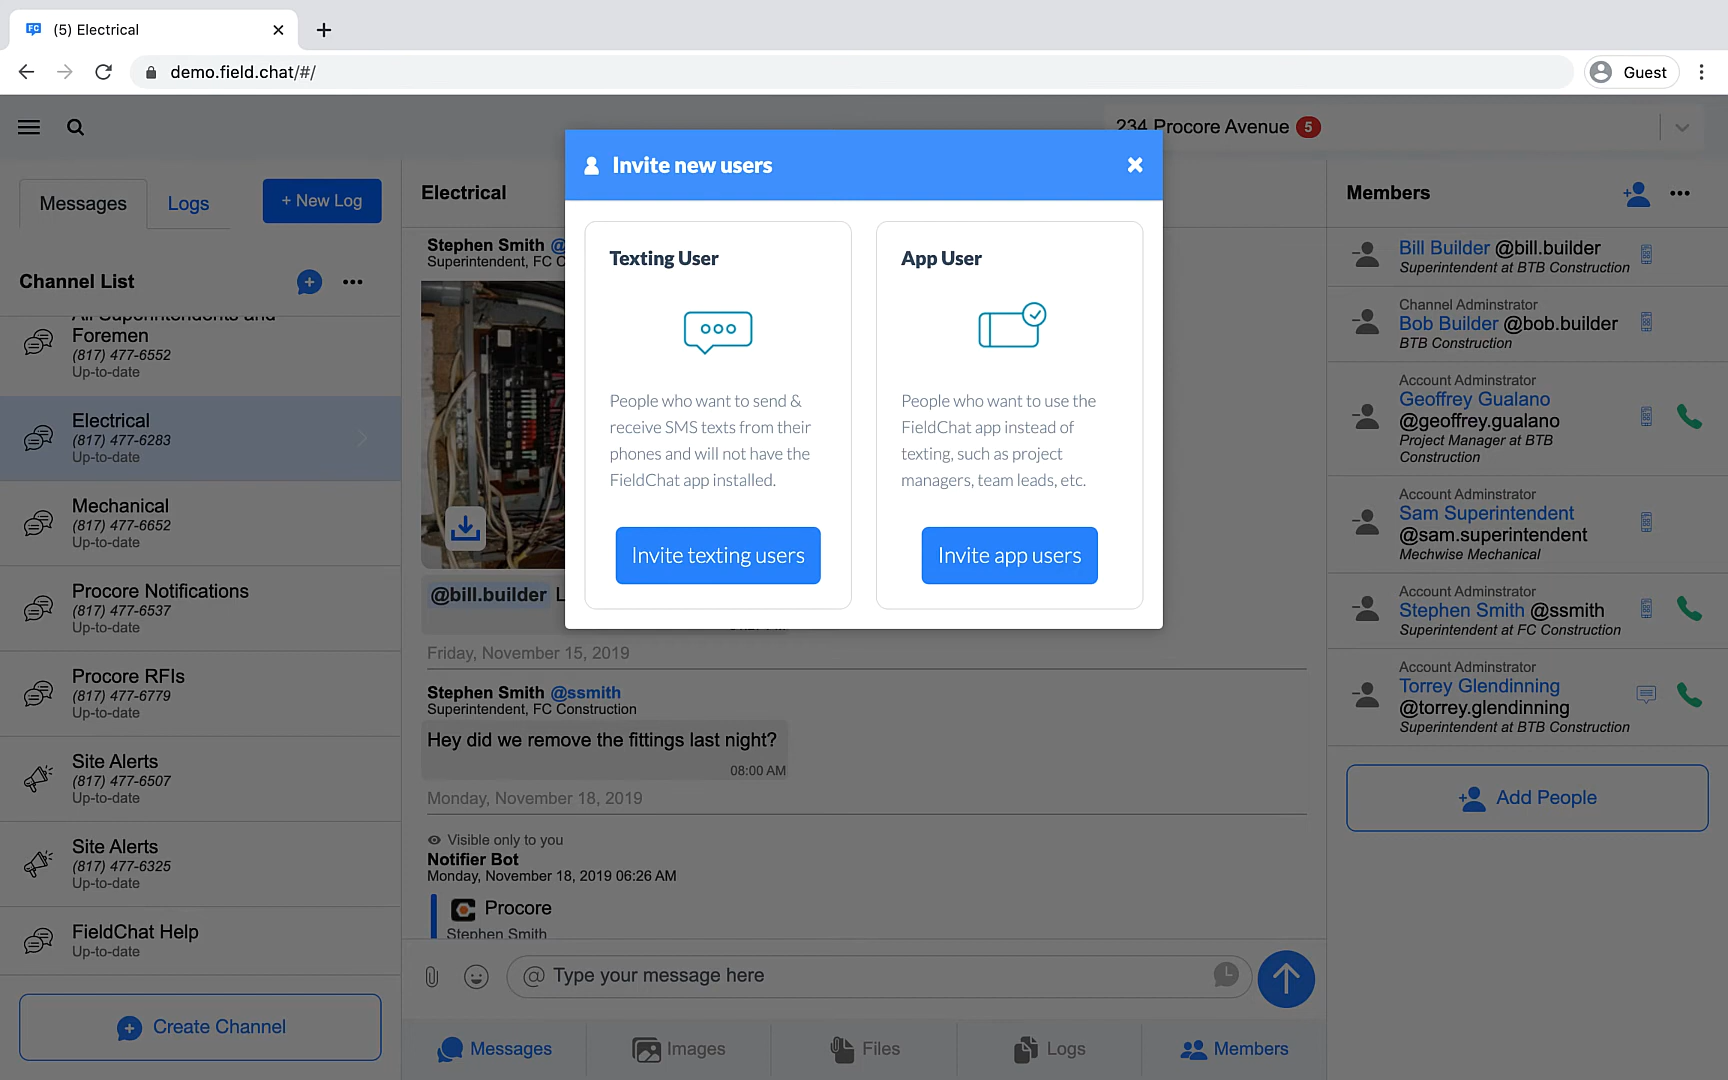 (5) Electrical
demo.field.chat/#/
Guest
234 Procore Avenue 5
Messages
Logs
+ New Log
Channel List
All Superintendents and
Foremen
(817) 477-6552
Up-to-date
Electrical
(817) 477-6283
Up-to-date
Mechanical
(817) 477-6652
Up-to-date
Procore Notifications
(817) 477-6537
Up-to-date
Procore RFIs
(817) 477-6779
Up-to-date
Site Alerts
(817) 477-6507
Up-to-date
Site Alerts
(817) 477-6325
Up-to-date
FieldChat Help
Up-to-date
Create Channel
Electrical
Stephen Smith @
Superintendent, FC C
@bill.builder L
Friday, November 15, 2019
Stephen Smith @ssmith
Superintendent, FC Construction
Hey did we remove the fittings last night?
08:00 AM
Monday, November 18, 2019
Visible only to you
Notifier Bot
Monday, November 18, 2019 06:26 AM
Procore
Stephen Smith
@ Type your message here
Messages
Images
Files
Logs
Members
Invite new users
Texting User
People who want to send &
receive SMS texts from their
phones and will not have the
FieldChat app installed.
Invite texting users
App User
People who want to use the
FieldChat app instead of
texting, such as project
managers, team leads, etc.
Invite app users
Members
Bill Builder @bill.builder
Superintendent at BTB Construction
Channel Adminstrator
Bob Builder @bob.builder
BTB Construction
Account Adminstrator
Geoffrey Gualano
@geoffrey.gualano
Project Manager at BTB
Construction
Account Adminstrator
Sam Superintendent
@sam.superintendent
Mechwise Mechanical
Account Adminstrator
Stephen Smith @ssmith
Superintendent at FC Construction
Account Adminstrator
Torrey Glendinning
@torrey.glendinning
Superintendent at BTB Construction
Add People